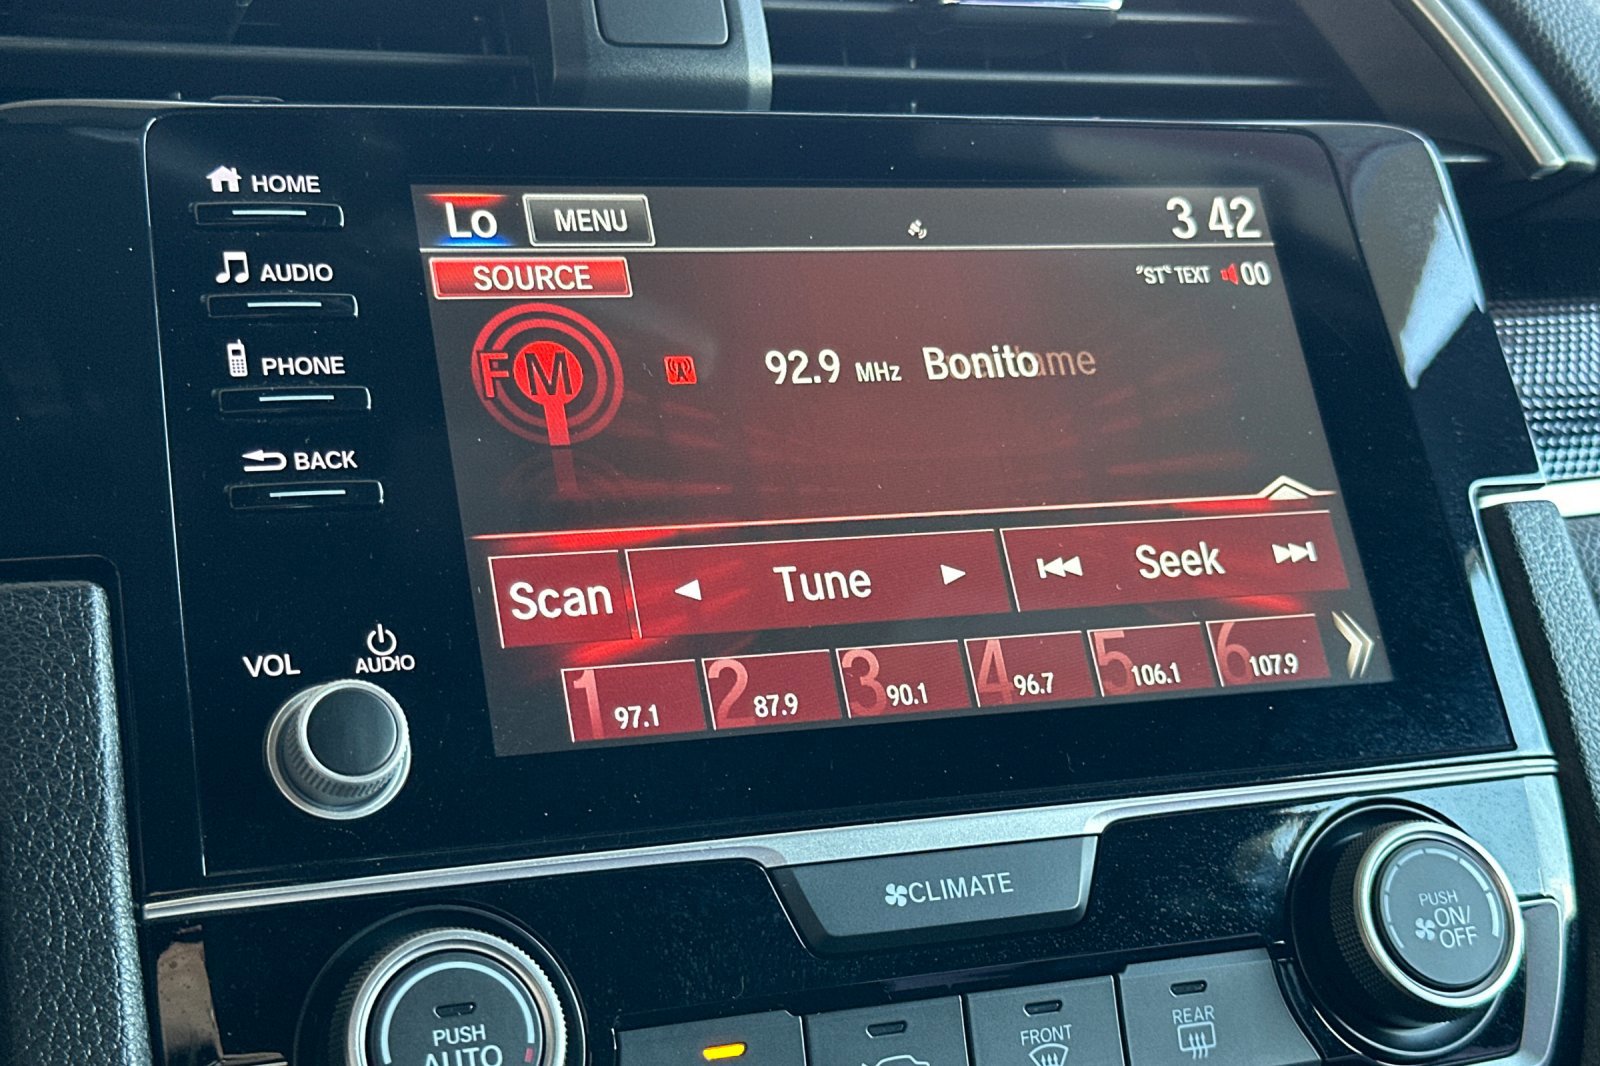 HOME
AUDIO
PHONE
BACK
VOL
AUDIO
Lo
MENU
3 42
SOURCE
"ST" TEXT
00
FM
92.9 MHz Bonito
Scan
Tune
Seek
1 97.1
2 87.9
3 90.1
4 96.7
5 106.1
6 107.9
CLIMATE
PUSH
ON/
OFF
PUSH
AUTO
FRONT
REAR